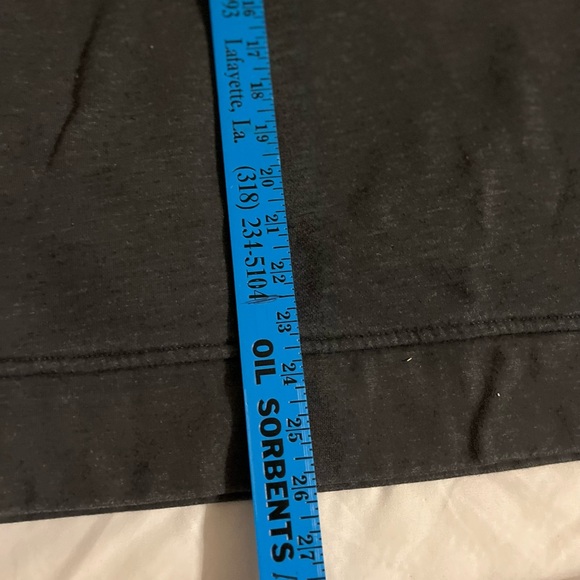 93 Lafayette, La. (318) 234-5104
OIL SORBENTS
16 17 18 19 20 21 22 23 24 25 26 27